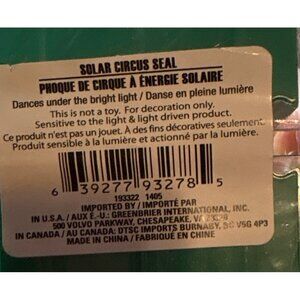 SOLAR CIRCUS SEAL
PHOQUE DE CIRQUE À ÉNERGIE SOLAIRE
Dances under the bright light / Danse en pleine lumière
This is not a toy. For decoration only.
Sensitive to the light & light driven product.
Ce produit n'est pas un jouet. À des fins décoratives seulement.
Produit sensible à la lumière et actionné par la lumière.
6 39277 93278 5
193322 1405
IMPORTED BY / IMPORTÉ PAR
IN U.S.A./ AUX É.-U.: GREENBRIER INTERNATIONAL, INC.
500 VOLVO PARKWAY, CHESAPEAKE, VA 23320
IN CANADA / AU CANADA: DTSC IMPORTS BURNABY, BC V5G 4P3
MADE IN CHINA / FABRIQUÉ EN CHINE